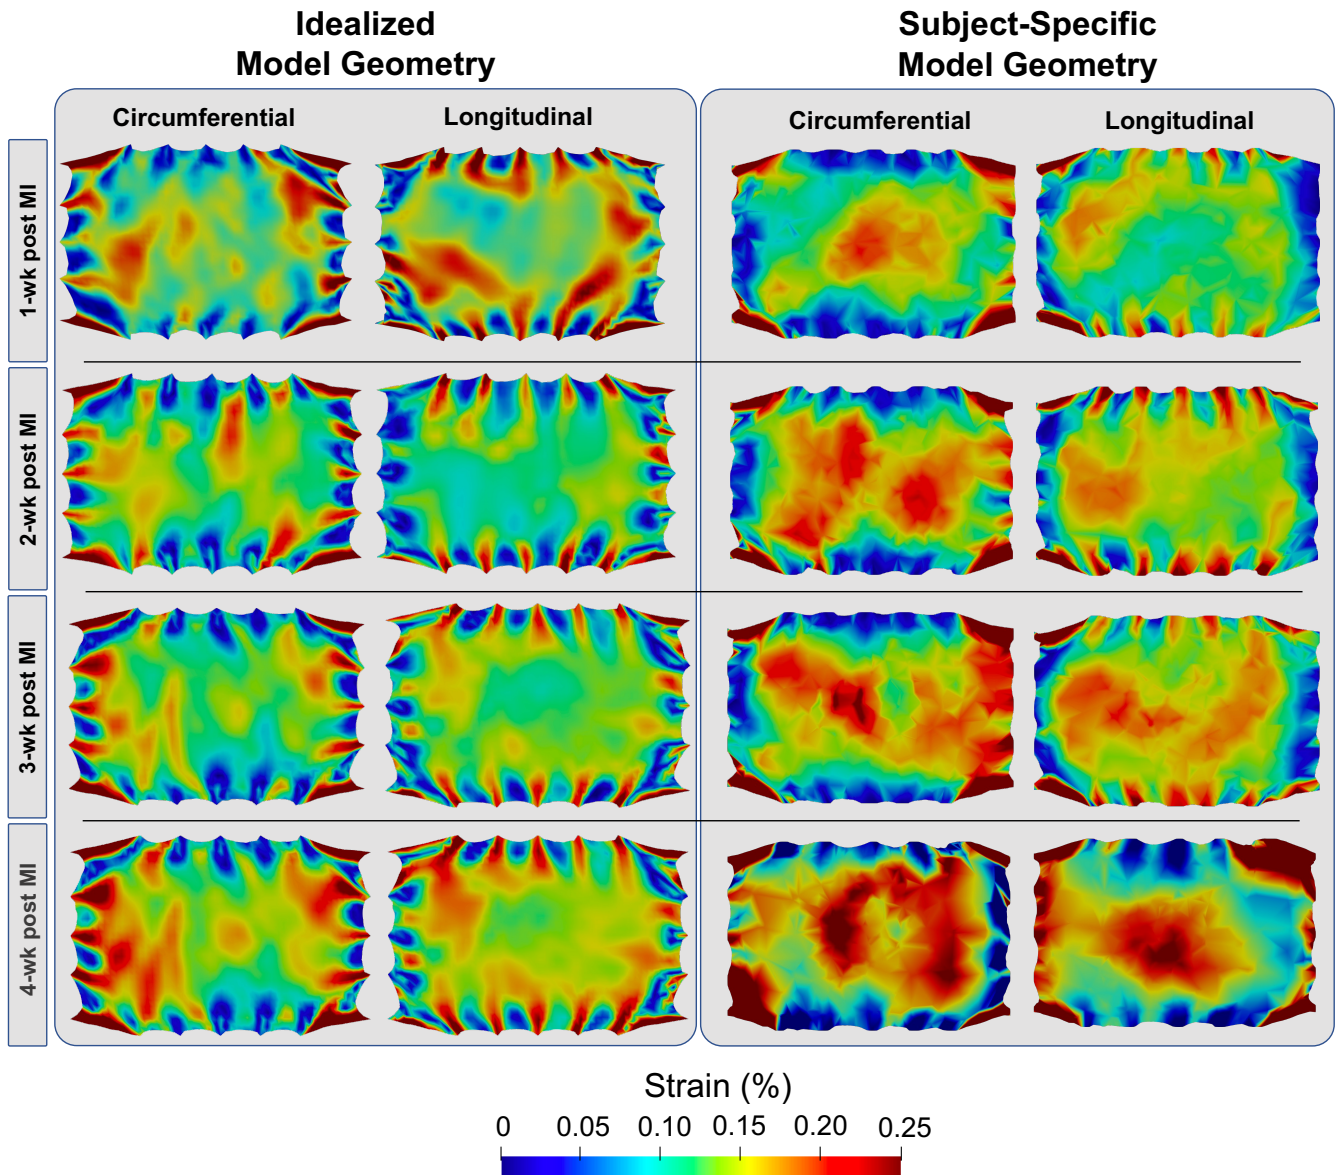 Idealized
Model Geometry
Subject-Specific
Model Geometry
Circumferential
Longitudinal
Circumferential
Longitudinal
1-wk post MI
2-wk post MI
3-wk post MI
4-wk post MI
Strain (%)
0 0.05 0.10 0.15 0.20 0.25